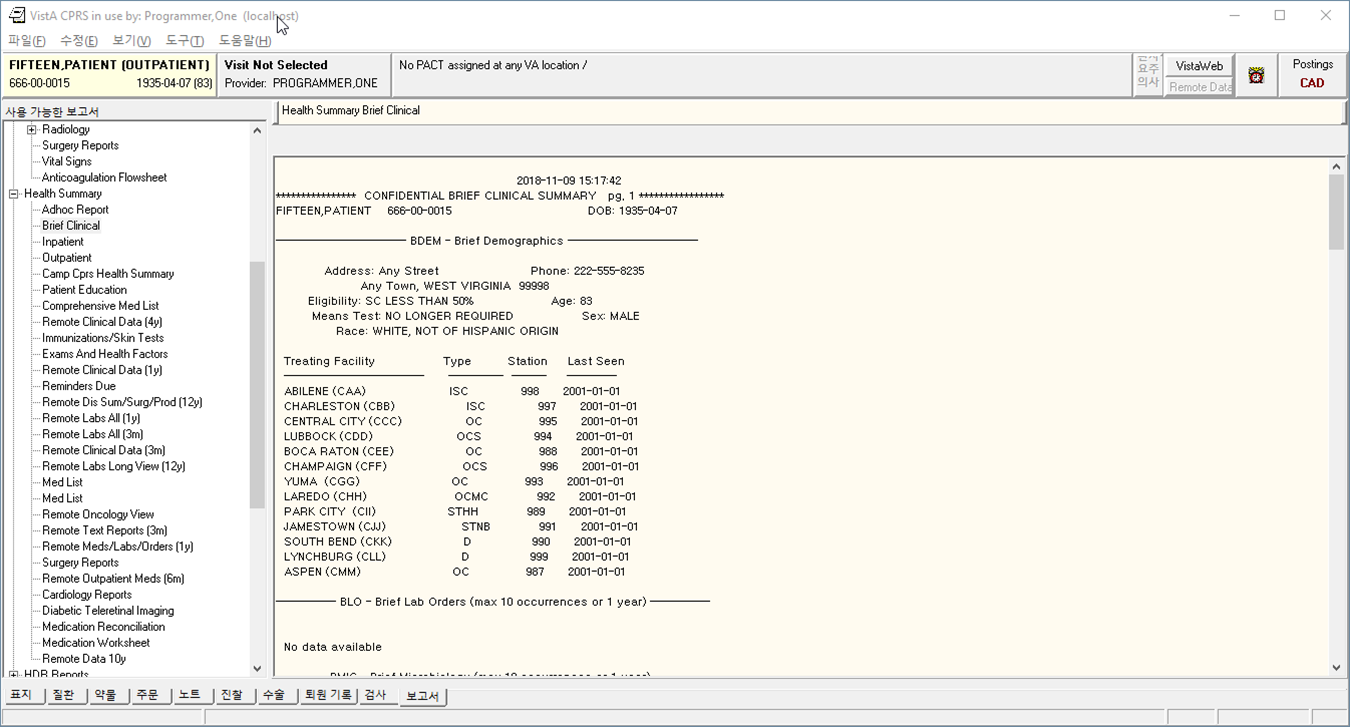 VistA CPRS in use by: Programmer,One (localhost)
파일(F) 수정(E) 보기(V) 도구(T) 도움말(H)
FIFTEEN,PATIENT (OUTPATIENT)
666-00-0015 1935-04-07 (83)
Visit Not Selected
Provider: PROGRAMMER,ONE
No PACT assigned at any VA location /
요주
의사
VistaWeb
Remote Data
Postings
CAD
사용 가능한 보고서
Radiology
Surgery Reports
Vital Signs
Anticoagulation Flowsheet
Health Summary
Adhoc Report
Brief Clinical
Inpatient
Outpatient
Camp Cprs Health Summary
Patient Education
Comprehensive Med List
Remote Clinical Data (4y)
Immunizations/Skin Tests
Exams And Health Factors
Remote Clinical Data (1y)
Reminders Due
Remote Dis Sum/Surg/Prod (12y)
Remote Labs All (1y)
Remote Labs All (3m)
Remote Clinical Data (3m)
Remote Labs Long View (12y)
Med List
Med List
Remote Oncology View
Remote Text Reports (3m)
Remote Meds/Labs/Orders (1y)
Surgery Reports
Remote Outpatient Meds (6m)
Cardiology Reports
Diabetic Teleretinal Imaging
Medication Reconciliation
Medication Worksheet
Remote Data 10y
HDR Reports
Health Summary Brief Clinical
2018-11-09 15:17:42
**************** CONFIDENTIAL BRIEF CLINICAL SUMMARY pg. 1 *****************
FIFTEEN,PATIENT 666-00-0015 DOB: 1935-04-07
BDEM - Brief Demographics
Address: Any Street Phone: 222-555-8235
Any Town, WEST VIRGINIA 99998
Eligibility: SC LESS THAN 50% Age: 83
Means Test: NO LONGER REQUIRED Sex: MALE
Race: WHITE, NOT OF HISPANIC ORIGIN
Treating Facility Type Station Last Seen
ABILENE (CAA) ISC 998 2001-01-01
CHARLESTON (CBB) ISC 997 2001-01-01
CENTRAL CITY (CCC) OC 995 2001-01-01
LUBBOCK (CDD) OCS 994 2001-01-01
BOCA RATON (CEE) OC 988 2001-01-01
CHAMPAIGN (CFF) OCS 996 2001-01-01
YUMA (CGG) OC 993 2001-01-01
LAREDO (CHH) OCMC 992 2001-01-01
PARK CITY (CII) STHH 989 2001-01-01
JAMESTOWN (CJJ) STNB 991 2001-01-01
SOUTH BEND (CKK) D 990 2001-01-01
LYNCHBURG (CLL) D 999 2001-01-01
ASPEN (CMM) OC 987 2001-01-01
BLO - Brief Lab Orders (max 10 occurrences or 1 year)
No data available
BMIC - Brief Microbiology (max 10 occurrences or 1 year)
표지 질환 약물 주문 노트 진찰 수술 퇴원 기록 검사 보고서